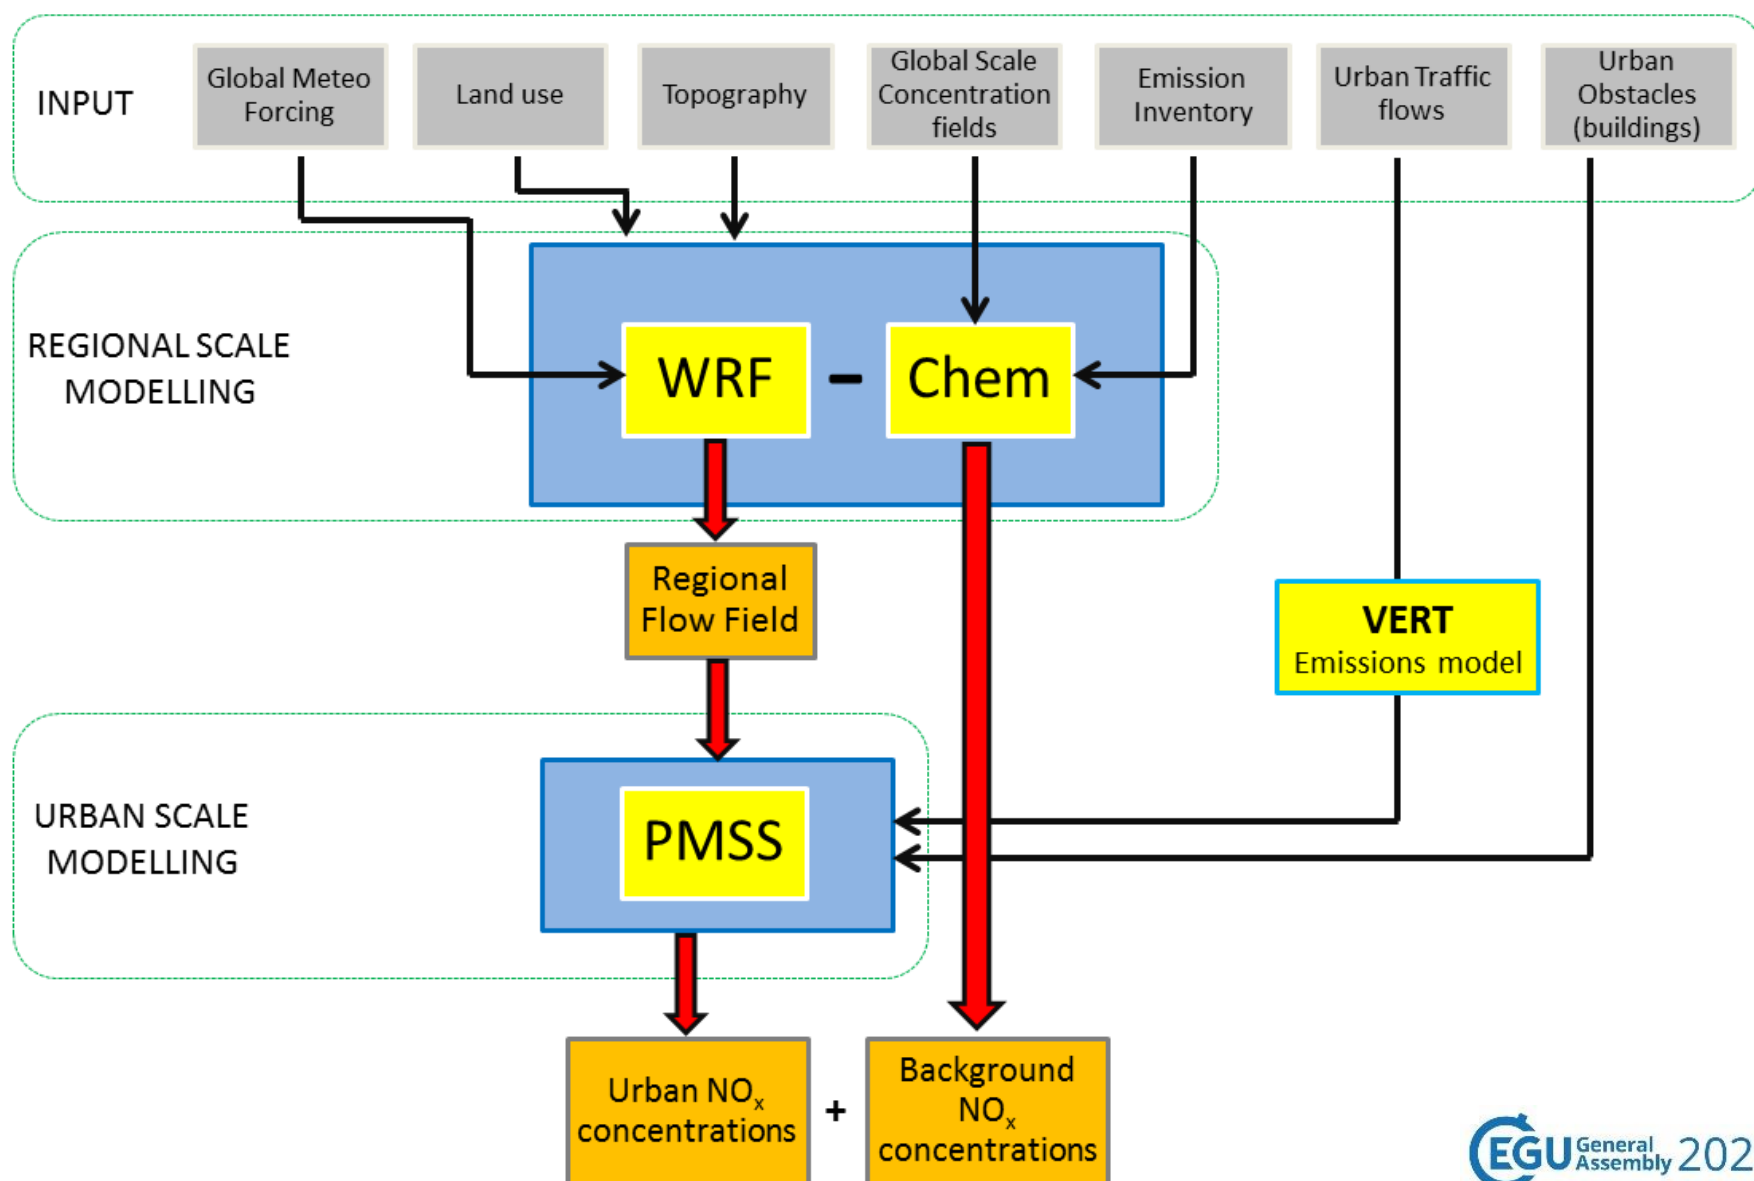 INPUT
Global Meteo
Forcing
Land use
Topography
Global Scale
Concentration
fields
Emission
Inventory
Urban Traffic
flows
Urban
Obstacles
(buildings)
REGIONAL SCALE
MODELLING
WRF – Chem
Regional
Flow Field
VERT
Emissions model
URBAN SCALE
MODELLING
PMSS
Urban NOx
concentrations
+
Background
NOx
concentrations
EGU General
Assembly 202